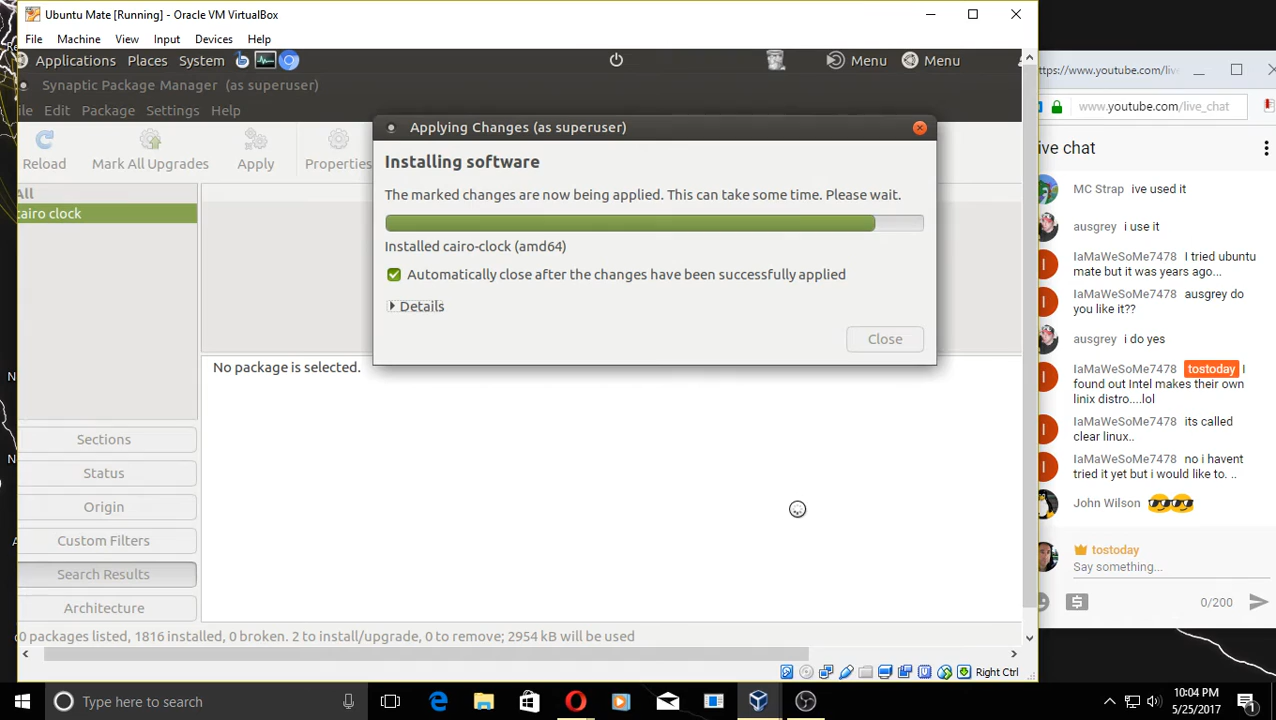 Ubuntu Mate [Running] - Oracle VM VirtualBox
File Machine View Input Devices Help
Applications Places System Menu Menu
Synaptic Package Manager (as superuser)
ile Edit Package Settings Help
Reload Mark All Upgrades Apply Properties
All
cairo clock
Applying Changes (as superuser)
Installing software
The marked changes are now being applied. This can take some time. Please wait.
Installed cairo-clock (amd64)
Automatically close after the changes have been successfully applied
Details
Close
No package is selected.
Sections
Status
Origin
Custom Filters
Search Results
Architecture
0 packages listed, 1816 installed, 0 broken. 2 to install/upgrade, 0 to remove; 2954 kB will be used
Right Ctrl
ttps://www.youtube.com/liv
www.youtube.com/live_chat
ive chat
MC Strap ive used it
ausgrey i use it
IaMaWeSoMe7478 I tried ubuntu
mate but it was years ago...
IaMaWeSoMe7478 ausgrey do
you like it??
ausgrey i do yes
IaMaWeSoMe7478 tostoday I
found out Intel makes their own
linix distro....lol
IaMaWeSoMe7478 its called
clear linux..
IaMaWeSoMe7478 no i havent
tried it yet but i would like to. ..
John Wilson 😎😎
tostoday
Say something...
0/200
Type here to search
10:04 PM
5/25/2017
1